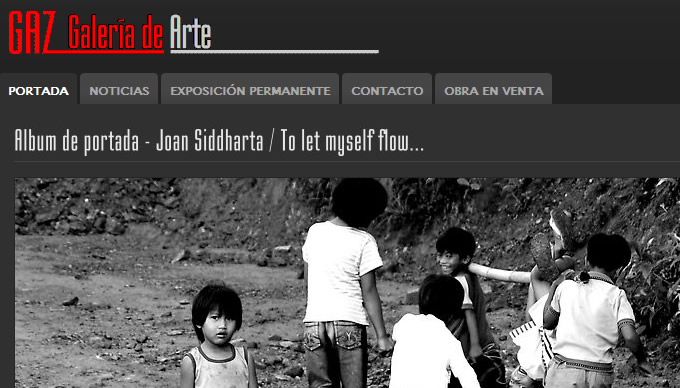 GAZ Galería de Arte
PORTADA NOTICIAS EXPOSICIÓN PERMANENTE CONTACTO OBRA EN VENTA
Album de portada - Joan Siddharta / To let myself flow...